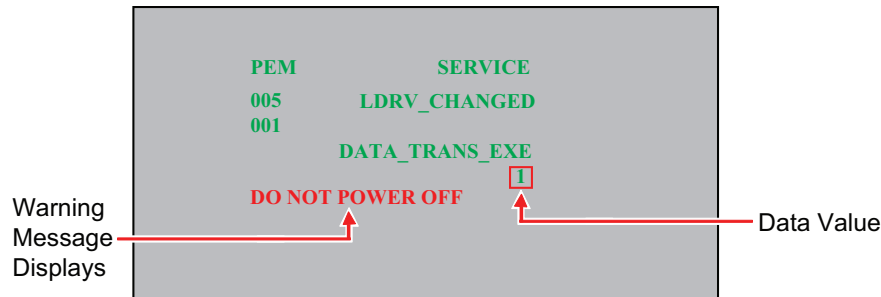 PEM SERVICE
005 LDRV_CHANGED
001
DATA_TRANS_EXE
1
DO NOT POWER OFF
Warning
Message
Displays
Data Value